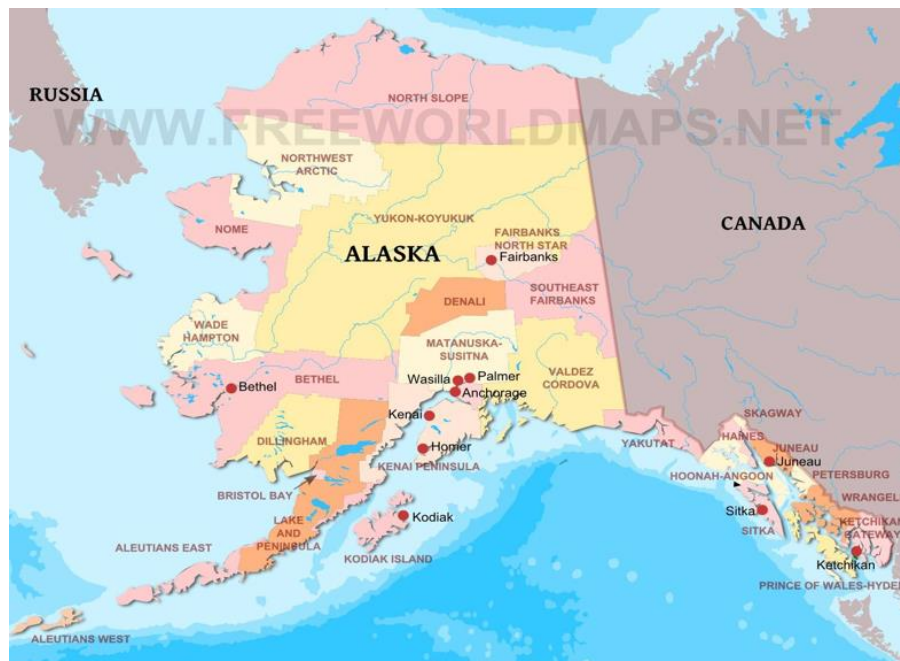 RUSSIA
NORTH SLOPE
WWW.FREEWORLDMAPS.NET
NORTHWEST
ARCTIC
NOME
YUKON-KOYUKUK
CANADA
FAIRBANKS
NORTH STAR
ALASKA
Fairbanks
SOUTHEAST
FAIRBANKS
DENALI
WADE
HAMPTON
MATANUSKA-
SUSITNA
VALDEZ
CORDOVA
BETHEL
Bethel
Wasilla
Palmer
Anchorage
Kenai
SKAGWAY
HAINES
YAKUTAT
DILLINGHAM
Homer
KENAI PENINSULA
JUNEAU
Juneau
HOONAH-ANGOON
PETERSBURG
BRISTOL BAY
WRANGEL
Kodiak
Sitka
SITKA
LAKE
AND
PENINSULA
KETCHIKAN
GATEWAY
ALEUTIANS EAST
KODIAK ISLAND
Ketchikan
PRINCE OF WALES-HYDER
ALEUTIANS WEST